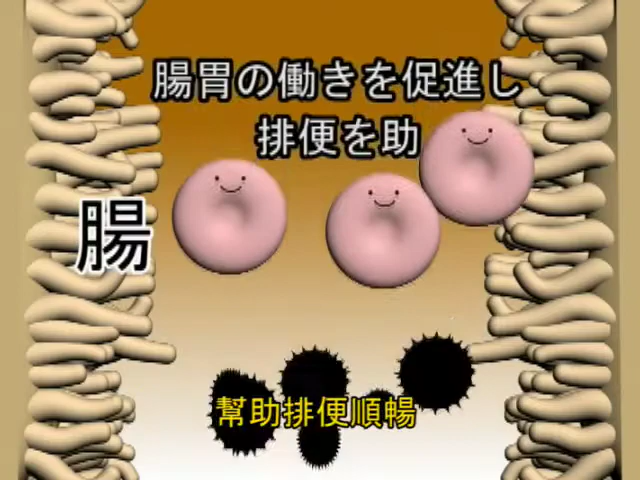 腸胃の働きを促進し
排便を助
腸
幫助排便順暢